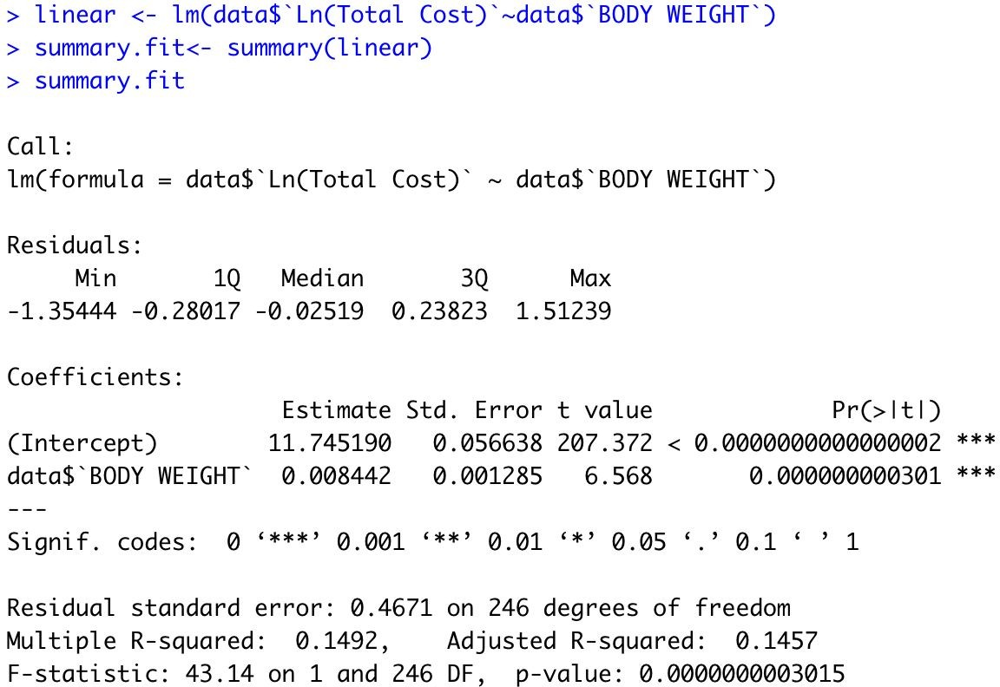 > linear <- lm(data$`Ln(Total Cost)`~data$`BODY WEIGHT`)
> summary.fit<- summary(linear)
> summary.fit
Call:
lm(formula = data$`Ln(Total Cost)` ~ data$`BODY WEIGHT`)
Residuals:
     Min       1Q   Median       3Q      Max
-1.35444 -0.28017 -0.02519  0.23823  1.51239
Coefficients:
                    Estimate Std. Error t value             Pr(>|t|)
(Intercept)        11.745190   0.056638 207.372 < 0.0000000000000002 ***
data$`BODY WEIGHT`  0.008442   0.001285   6.568       0.000000000301 ***
---
Signif. codes:  0 ‘***’ 0.001 ‘**’ 0.01 ‘*’ 0.05 ‘.’ 0.1 ‘ ’ 1
Residual standard error: 0.4671 on 246 degrees of freedom
Multiple R-squared:  0.1492,    Adjusted R-squared:  0.1457
F-statistic: 43.14 on 1 and 246 DF,  p-value: 0.0000000003015